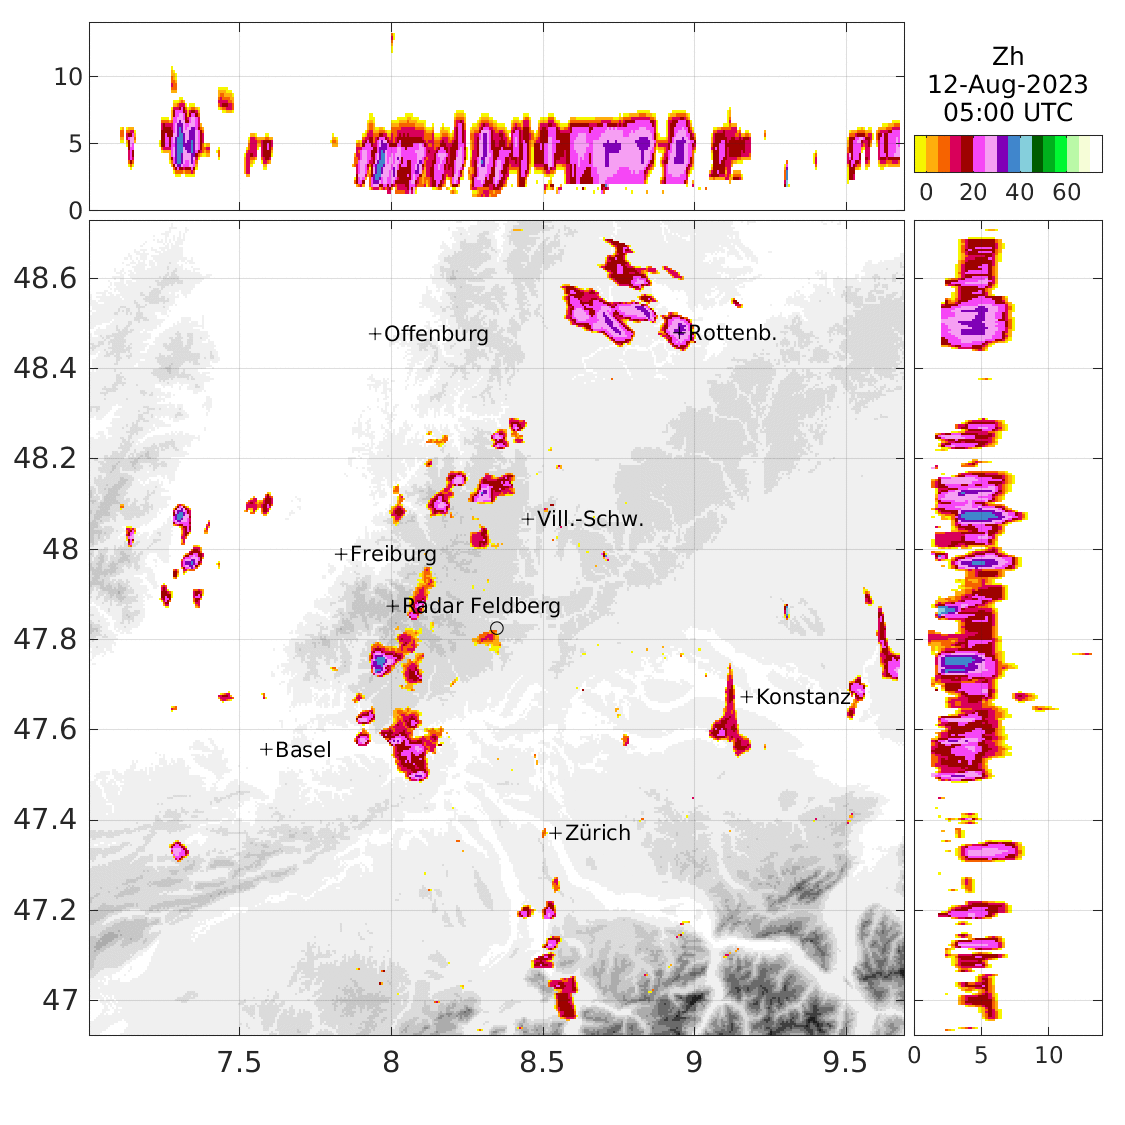 Zh
12-Aug-2023
05:00 UTC
0 20 40 60
10
5
0
48.6
48.4
48.2
48
47.8
47.6
47.4
47.2
47
Offenburg
Rottenb.
Vill.-Schw.
Freiburg
Radar Feldberg
Konstanz
Basel
Zürich
7.5 8 8.5 9 9.5
0 5 10